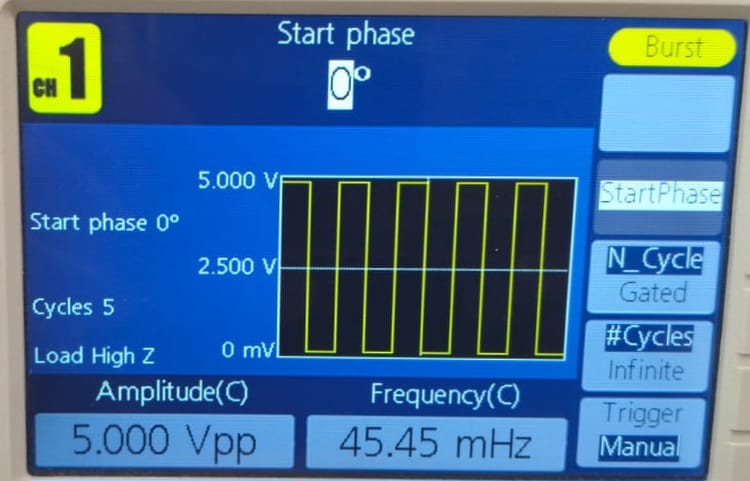 CH 1
Start phase
0°
Burst
StartPhase
N_Cycle
Gated
#Cycles
Infinite
Trigger
Manual
5.000 V
Start phase 0°
2.500 V
Cycles 5
Load High Z
0 mV
Amplitude(C)
Frequency(C)
5.000 Vpp
45.45 mHz